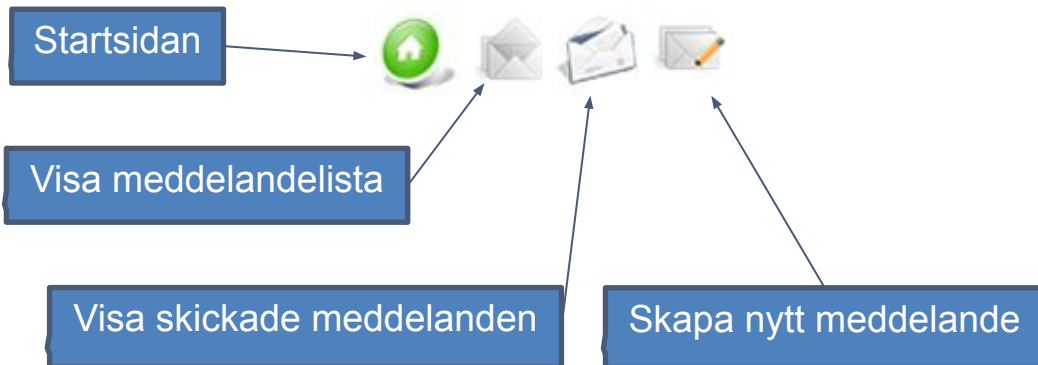 Startsidan
Visa meddelandelista
Visa skickade meddelanden
Skapa nytt meddelande